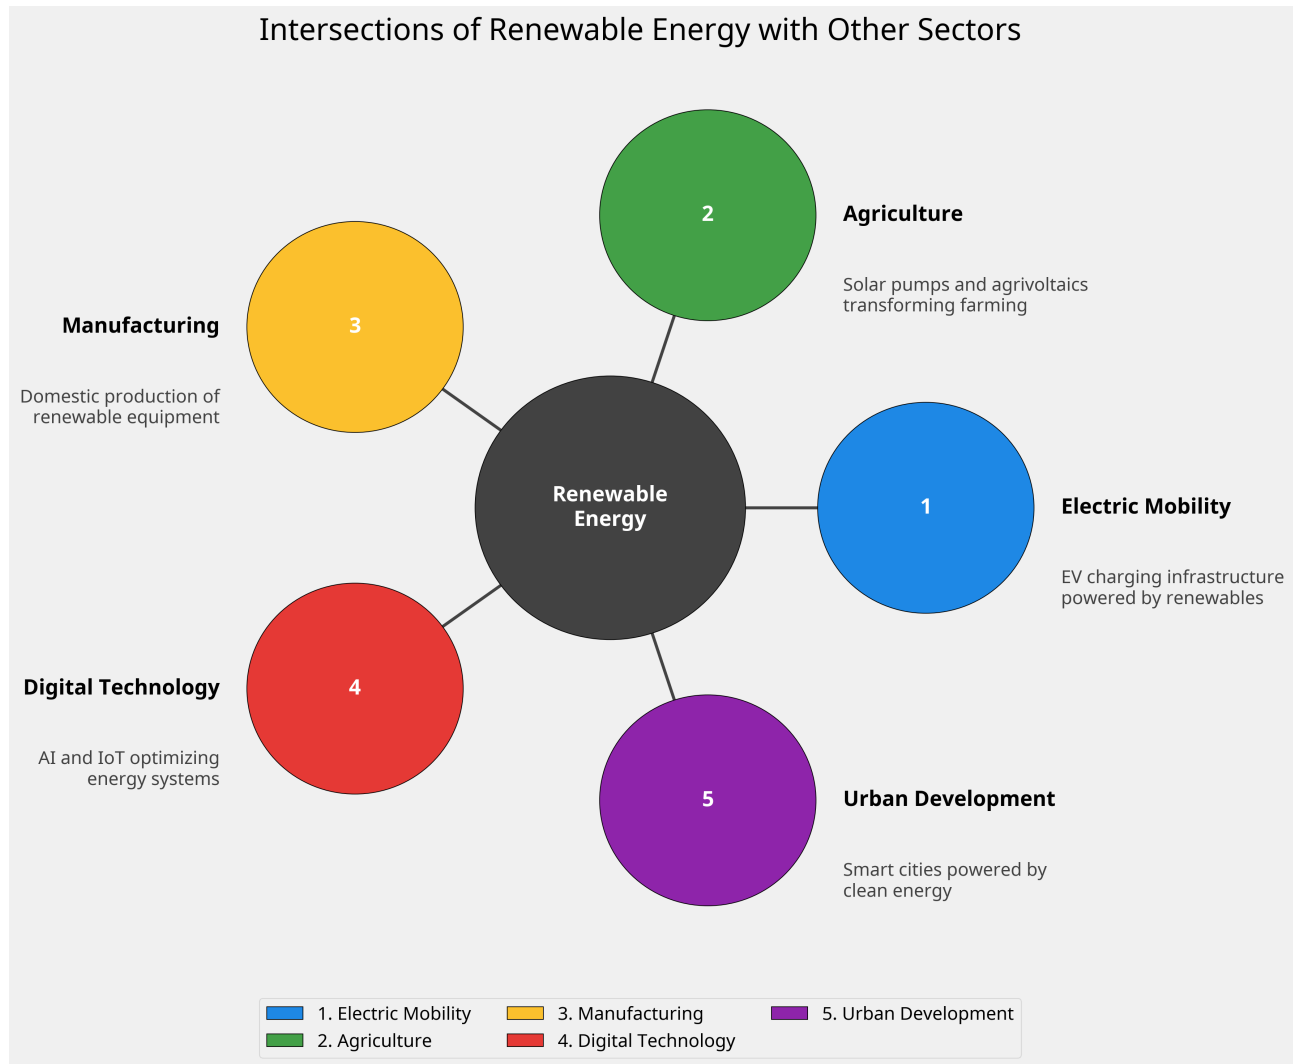 Intersections of Renewable Energy with Other Sectors
2
Agriculture
Solar pumps and agrivoltaics
transforming farming
3
Manufacturing
Domestic production of
renewable equipment
Renewable
Energy
1
Electric Mobility
EV charging infrastructure
powered by renewables
4
Digital Technology
AI and IoT optimizing
energy systems
5
Urban Development
Smart cities powered by
clean energy
1. Electric Mobility
2. Agriculture
3. Manufacturing
4. Digital Technology
5. Urban Development